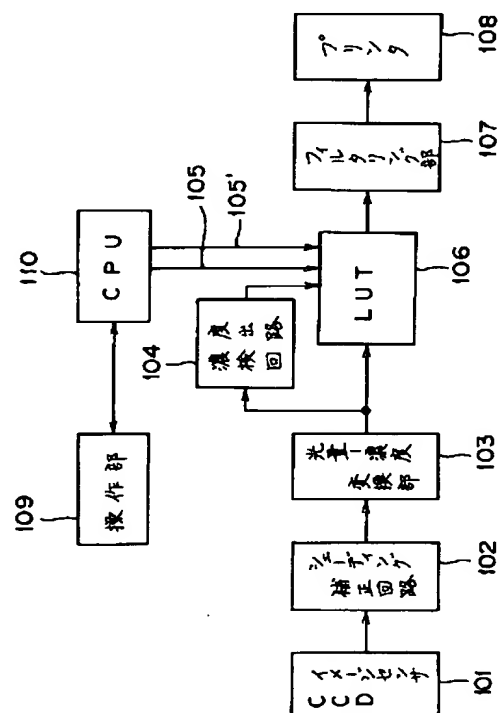 109
操作部
110
CPU
105
105'
104
濃度
検出
回路
101
CCD
イメージセンサ
102
シェーディング
補正回路
103
光量-濃度
変換部
106
LUT
107
フィルタリング部
108
プリンタ